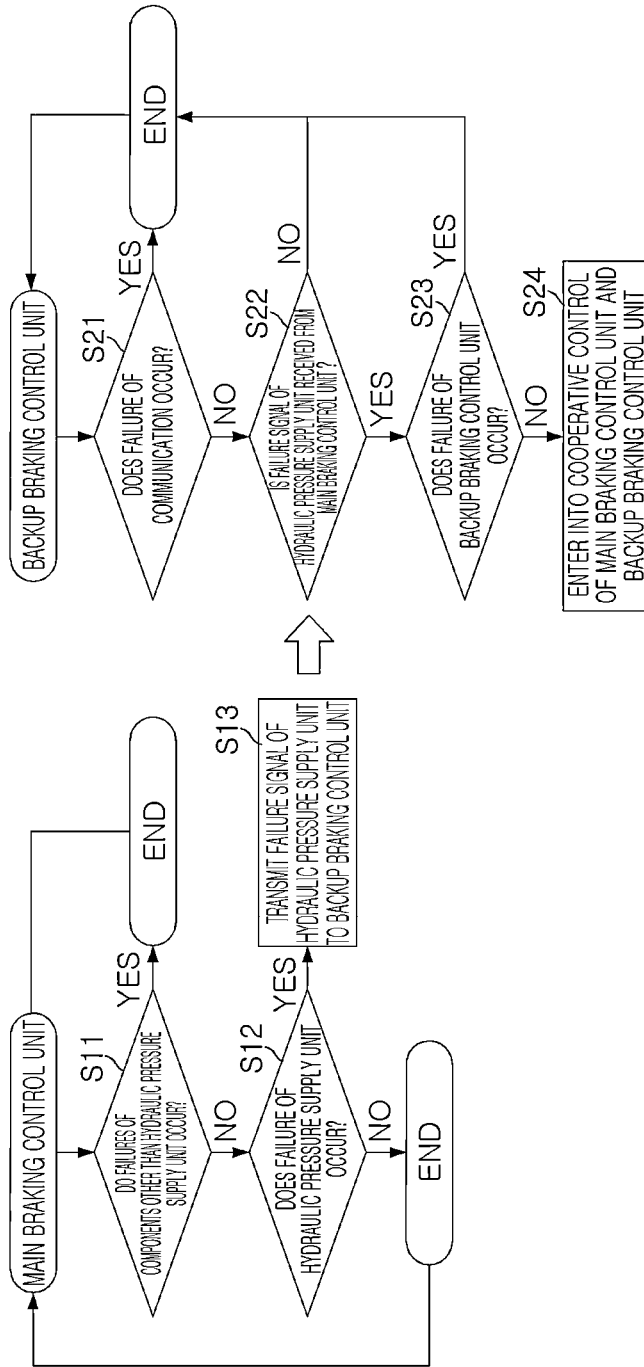 MAIN BRAKING CONTROL UNIT
S11
DO FAILURES OF
COMPONENTS OTHER THAN HYDRAULIC PRESSURE
SUPPLY UNIT OCCUR?
YES
END
NO
S12
DOES FAILURE OF
HYDRAULIC PRESSURE SUPPLY UNIT
OCCUR?
YES
S13
TRANSMIT FAILURE SIGNAL OF
HYDRAULIC PRESSURE SUPPLY UNIT
TO BACKUP BRAKING CONTROL UNIT
NO
END
BACKUP BRAKING CONTROL UNIT
S21
DOES FAILURE OF
COMMUNICATION OCCUR?
YES
END
NO
S22
IS FAILURE SIGNAL OF
HYDRAULIC PRESSURE SUPPLY UNIT RECEIVED FROM
MAIN BRAKING CONTROL UNIT?
NO
YES
S23
DOES FAILURE OF
BACKUP BRAKING CONTROL UNIT
OCCUR?
YES
NO
S24
ENTER INTO COOPERATIVE CONTROL
OF MAIN BRAKING CONTROL UNIT AND
BACKUP BRAKING CONTROL UNIT